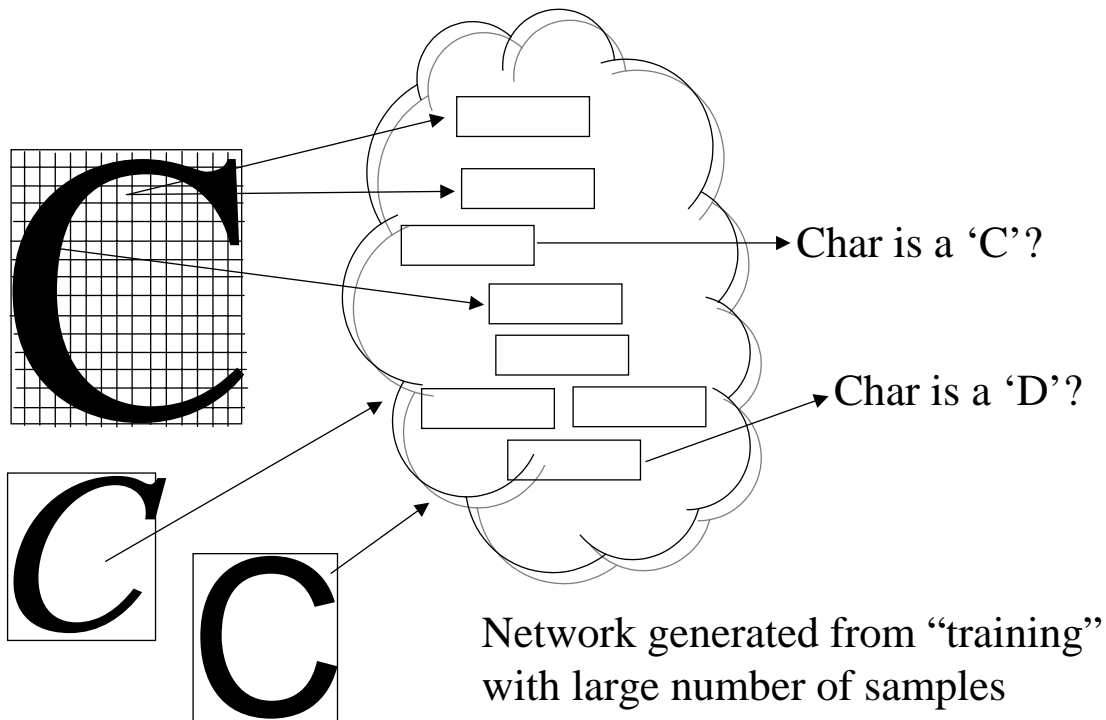 C
Char is a ‘C’?
Char is a ‘D’?
C
C
Network generated from “training”
with large number of samples